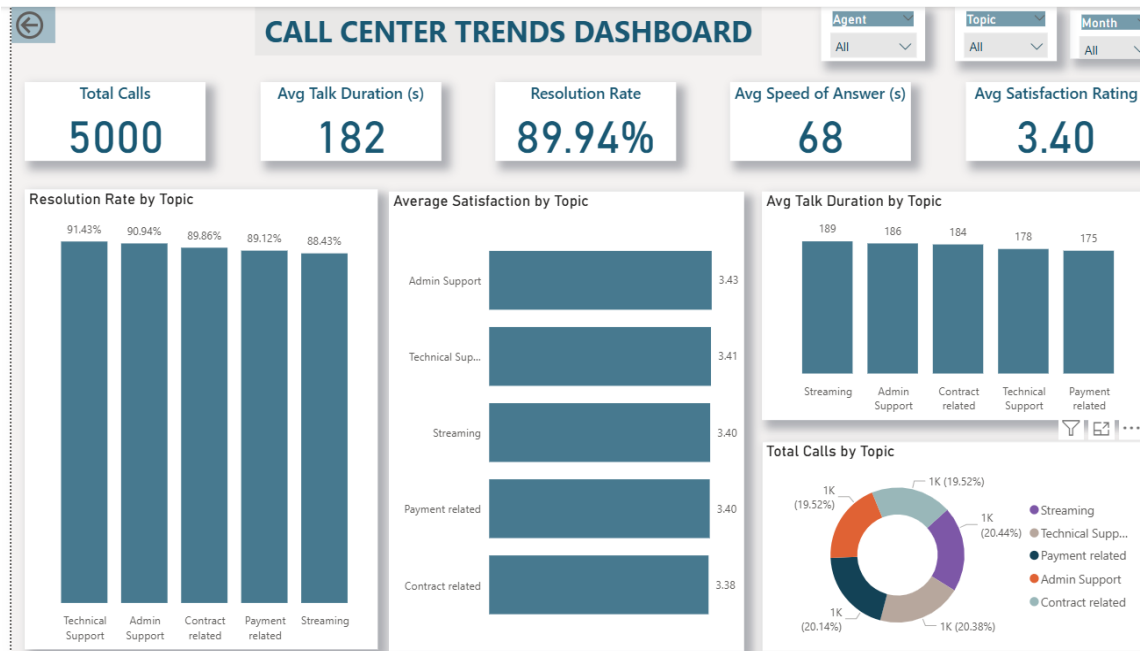 CALL CENTER TRENDS DASHBOARD
Agent
All
Topic
All
Month
All
Total Calls
5000
Avg Talk Duration (s)
182
Resolution Rate
89.94%
Avg Speed of Answer (s)
68
Avg Satisfaction Rating
3.40
Resolution Rate by Topic
91.43%
90.94%
89.86%
89.12%
88.43%
Technical
Support
Admin
Support
Contract
related
Payment
related
Streaming
Average Satisfaction by Topic
Admin Support
3.43
Technical Sup...
3.41
Streaming
3.40
Payment related
3.40
Contract related
3.38
Avg Talk Duration by Topic
189
186
184
178
175
Streaming
Admin
Support
Contract
related
Technical
Support
Payment
related
Total Calls by Topic
1K (19.52%)
1K
(20.44%)
1K (20.38%)
1K
(20.14%)
1K
(19.52%)
Streaming
Technical Supp...
Payment related
Admin Support
Contract related